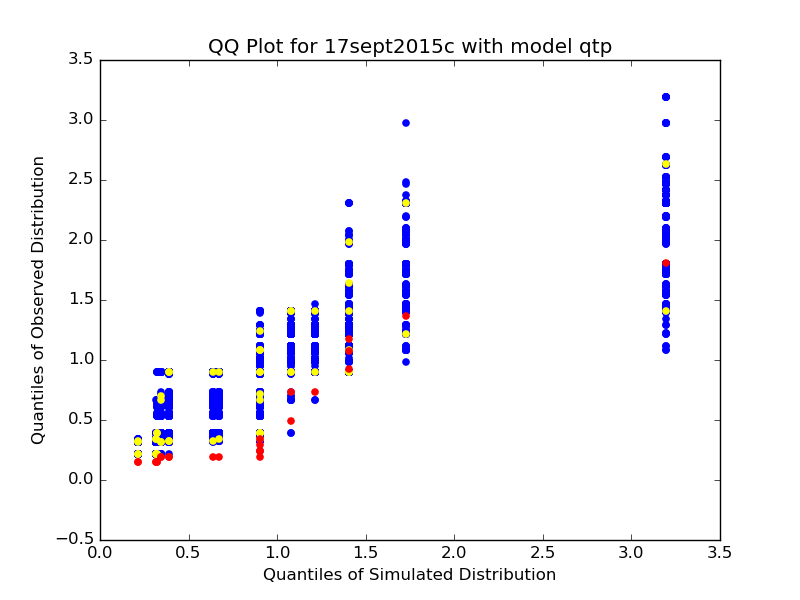 QQ Plot for 17sept2015c with model qtp
3.5
3.0
2.5
2.0
1.5
1.0
0.5
0.0
−0.5
Quantiles of Observed Distribution
0.0 0.5 1.0 1.5 2.0 2.5 3.0 3.5
Quantiles of Simulated Distribution